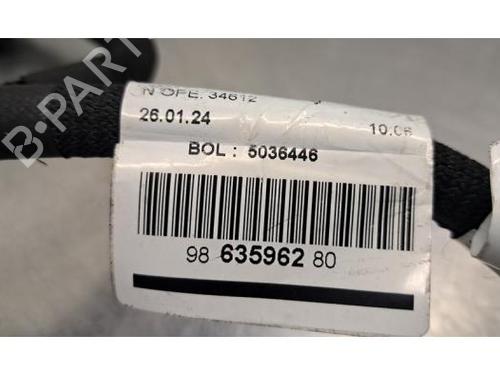 B-PARTS
N OFE: 34612
26.01.24 10.06
BOL : 5036446
98 635962 80